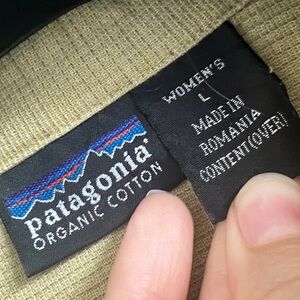 patagonia®
ORGANIC COTTON
WOMEN'S
L
MADE IN
ROMANIA
CONTENT(OVER)